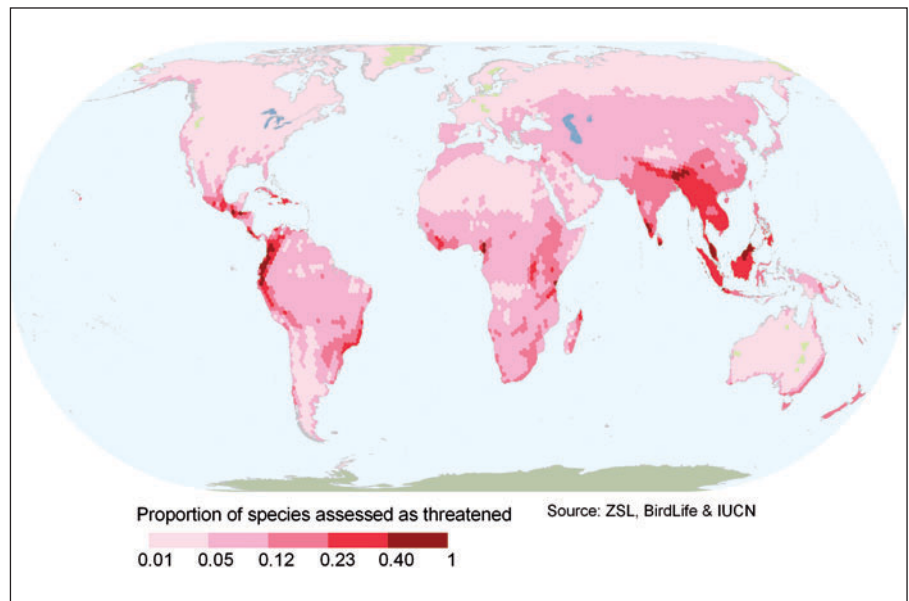 Proportion of species assessed as threatened
Source: ZSL, BirdLife & IUCN
0.01 0.05 0.12 0.23 0.40 1